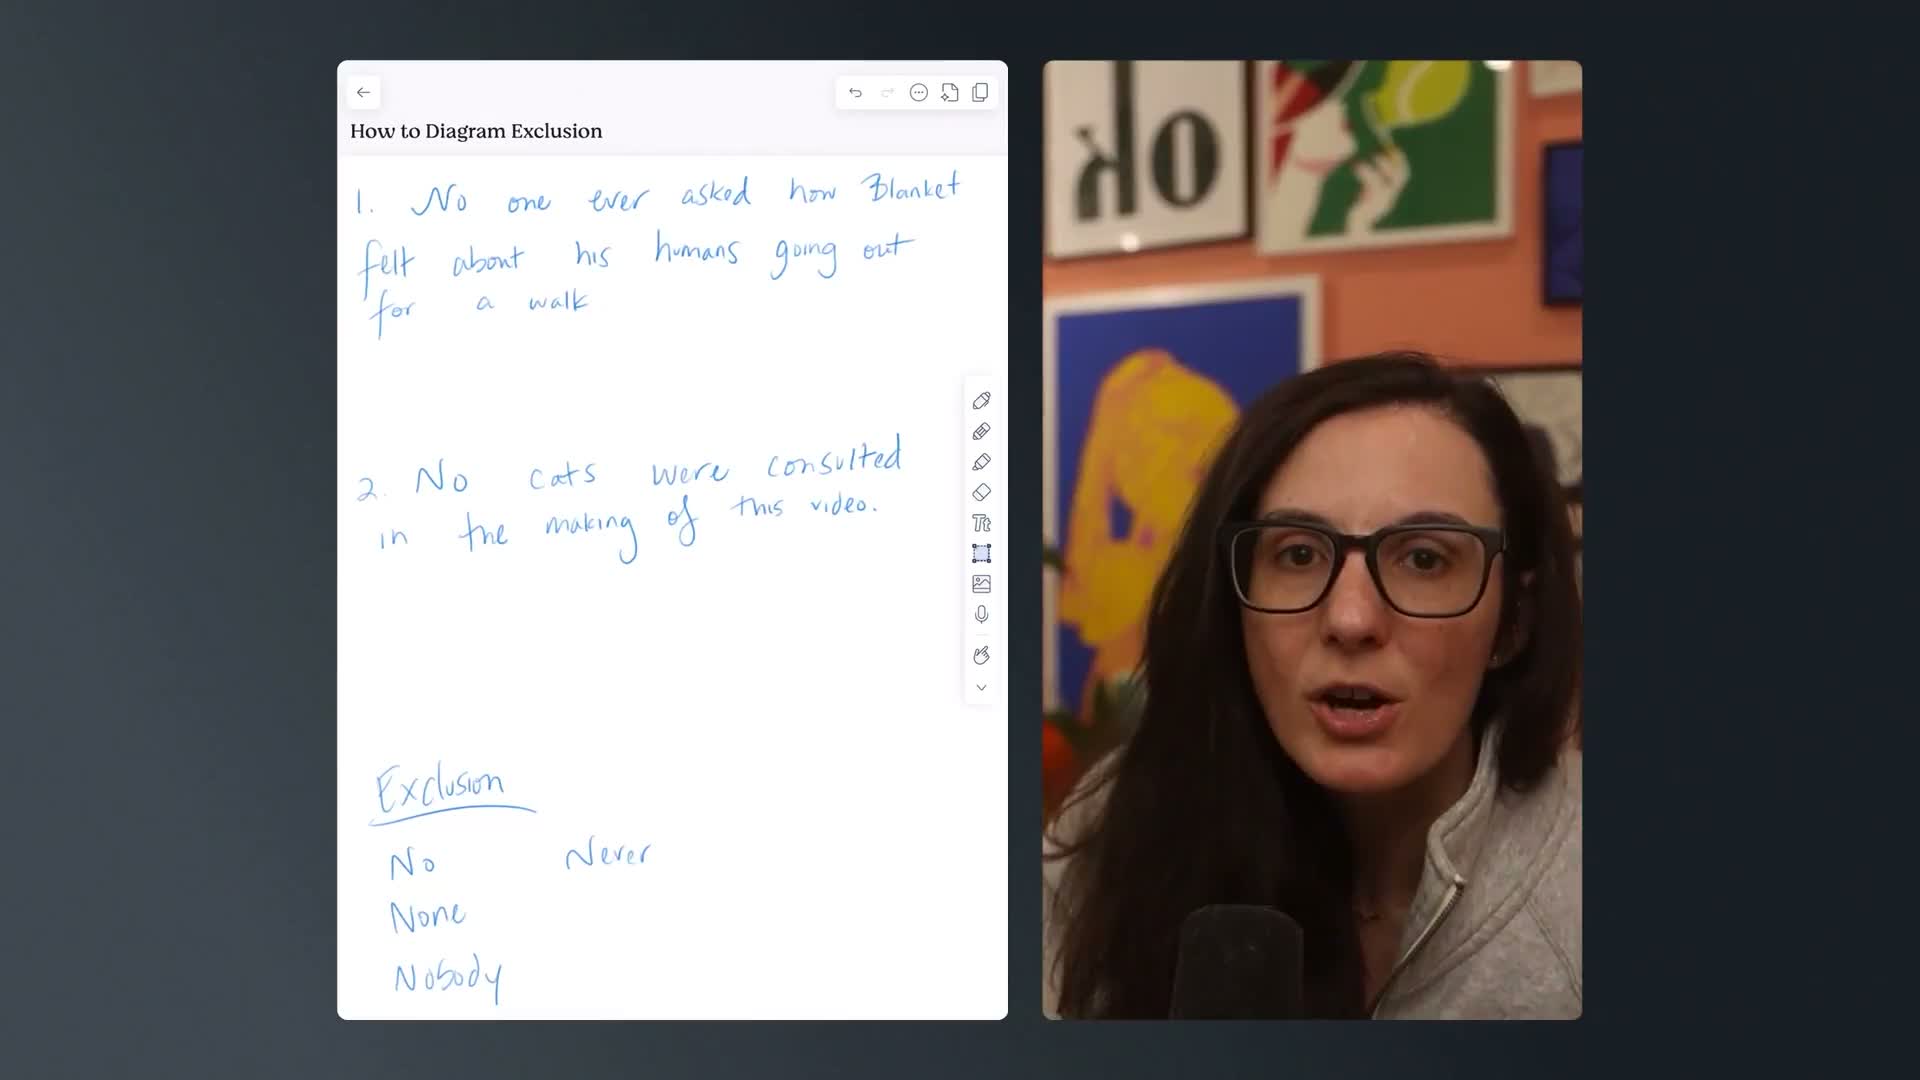 How to Diagram Exclusion
1. No one ever asked how Blanket
felt about his humans going out
for a walk
2. No cats were consulted
in the making of this video.
Tt
Exclusion
No Never
None
Nobody
ok